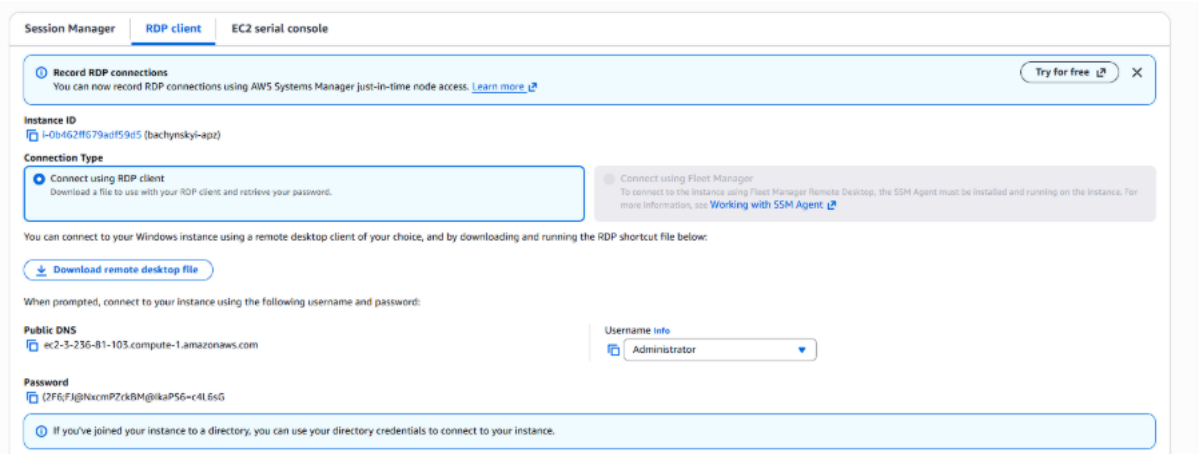 Session Manager
RDP client
EC2 serial console
Record RDP connections
You can now record RDP connections using AWS Systems Manager just-in-time node access. Learn more
Try for free
Instance ID
i-0b462ff679adf59d5 (bachynskyi-apz)
Connection Type
Connect using RDP client
Download a file to use with your RDP client and retrieve your password.
Connect using Fleet Manager
To connect to the instance using Fleet Manager Remote Desktop, the SSM Agent must be installed and running on the instance. For
more information, see Working with SSM Agent
You can connect to your Windows instance using a remote desktop client of your choice, and by downloading and running the RDP shortcut file below:
Download remote desktop file
When prompted, connect to your instance using the following username and password:
Public DNS
ec2-3-236-81-103.compute-1.amazonaws.com
Username Info
Administrator
Password
If you've joined your instance to a directory, you can use your directory credentials to connect to your instance.